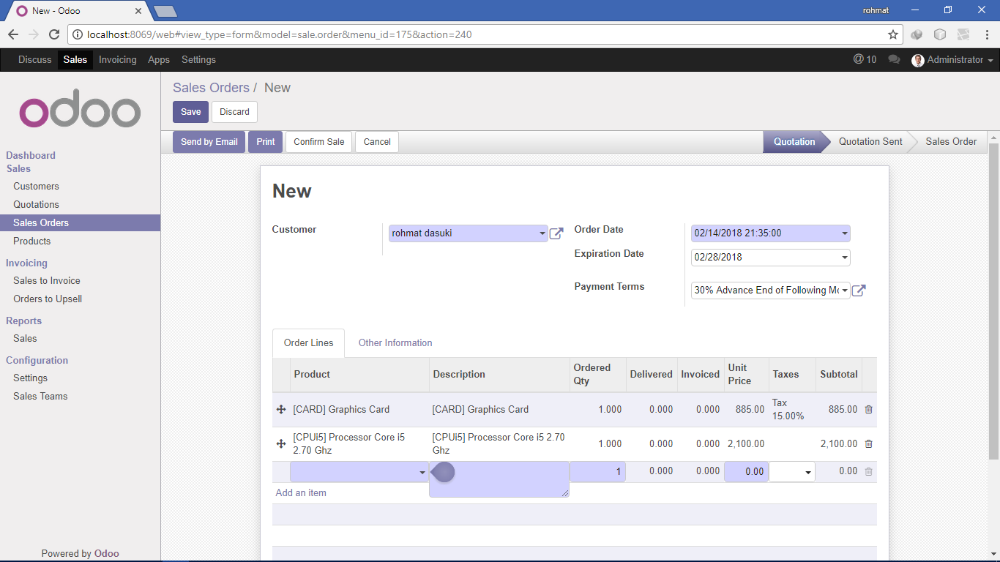 New - Odoo
rohmat
localhost:8069/web#view_type=form&model=sale.order&menu_id=175&action=240
Discuss Sales Invoicing Apps Settings @ 10 Administrator
odoo
Sales Orders / New
Save Discard
Send by Email Print Confirm Sale Cancel Quotation Quotation Sent Sales Order
Dashboard
Sales
Customers
Quotations
Sales Orders
Products
Invoicing
Sales to Invoice
Orders to Upsell
Reports
Sales
Configuration
Settings
Sales Teams
Powered by Odoo
New
Customer rohmat dasuki
Order Date 02/14/2018 21:35:00
Expiration Date 02/28/2018
Payment Terms 30% Advance End of Following Mo
Order Lines Other Information
Product Description Ordered Qty Delivered Invoiced Unit Price Taxes Subtotal
[CARD] Graphics Card [CARD] Graphics Card 1.000 0.000 0.000 885.00 Tax 15.00% 885.00
[CPUi5] Processor Core i5 2.70 Ghz [CPUi5] Processor Core i5 2.70 Ghz 1.000 0.000 0.000 2,100.00 2,100.00
1 0.000 0.000 0.00 0.00
Add an item